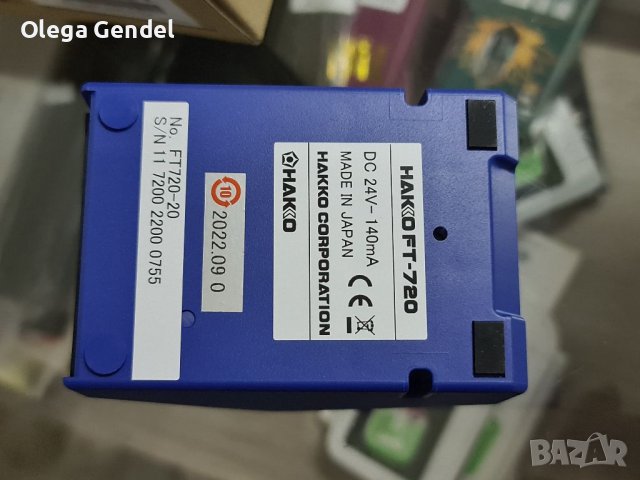 Olega Gendel
No. FT720-20
S/N 11 7200 2200 0755
10
2022.09 0
HAKKO FT-720
DC 24V⎓140mA
MADE IN JAPAN
HAKKO CORPORATION
CE
HAKKO
BAZAR